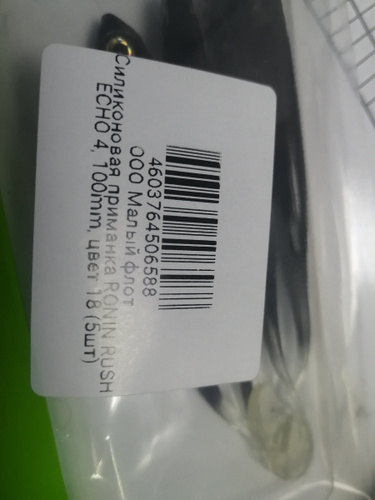 Силиконовая приманка RONIN RUSH
ECHO 4, 100mm, цвет 18 (5шт)
ООО Малый флот
4603764506588